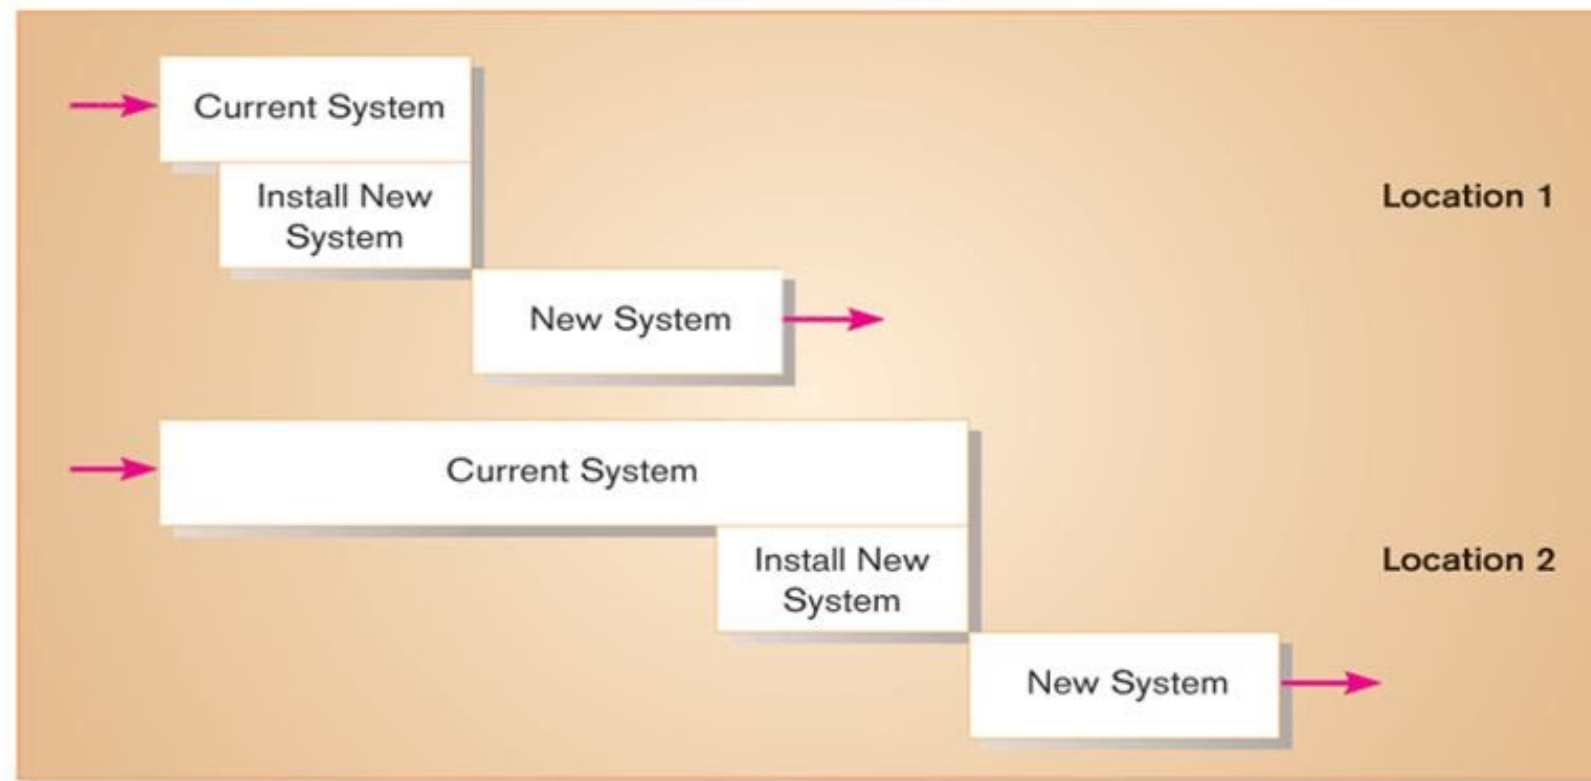 Current System
Install New
System
Location 1
New System
Current System
Install New
System
Location 2
New System